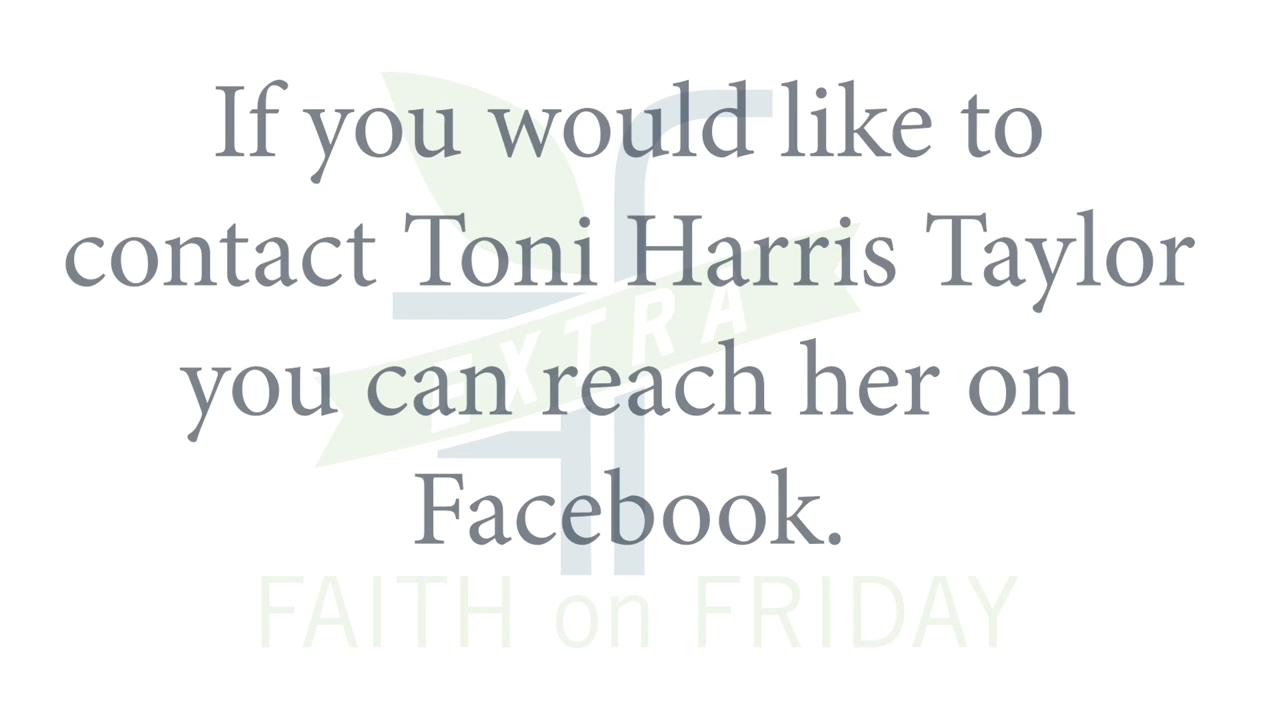 If you would like to
contact Toni Harris Taylor
EXTRA
you can reach her on
Facebook.
FAITH on FRIDAY